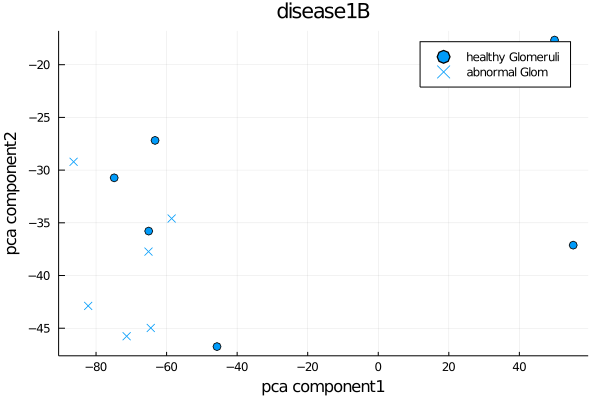 disease1B
healthy Glomeruli
abnormal Glom
−20
−25
−30
−35
−40
−45
pca component2
−80 −60 −40 −20 0 20 40
pca component1